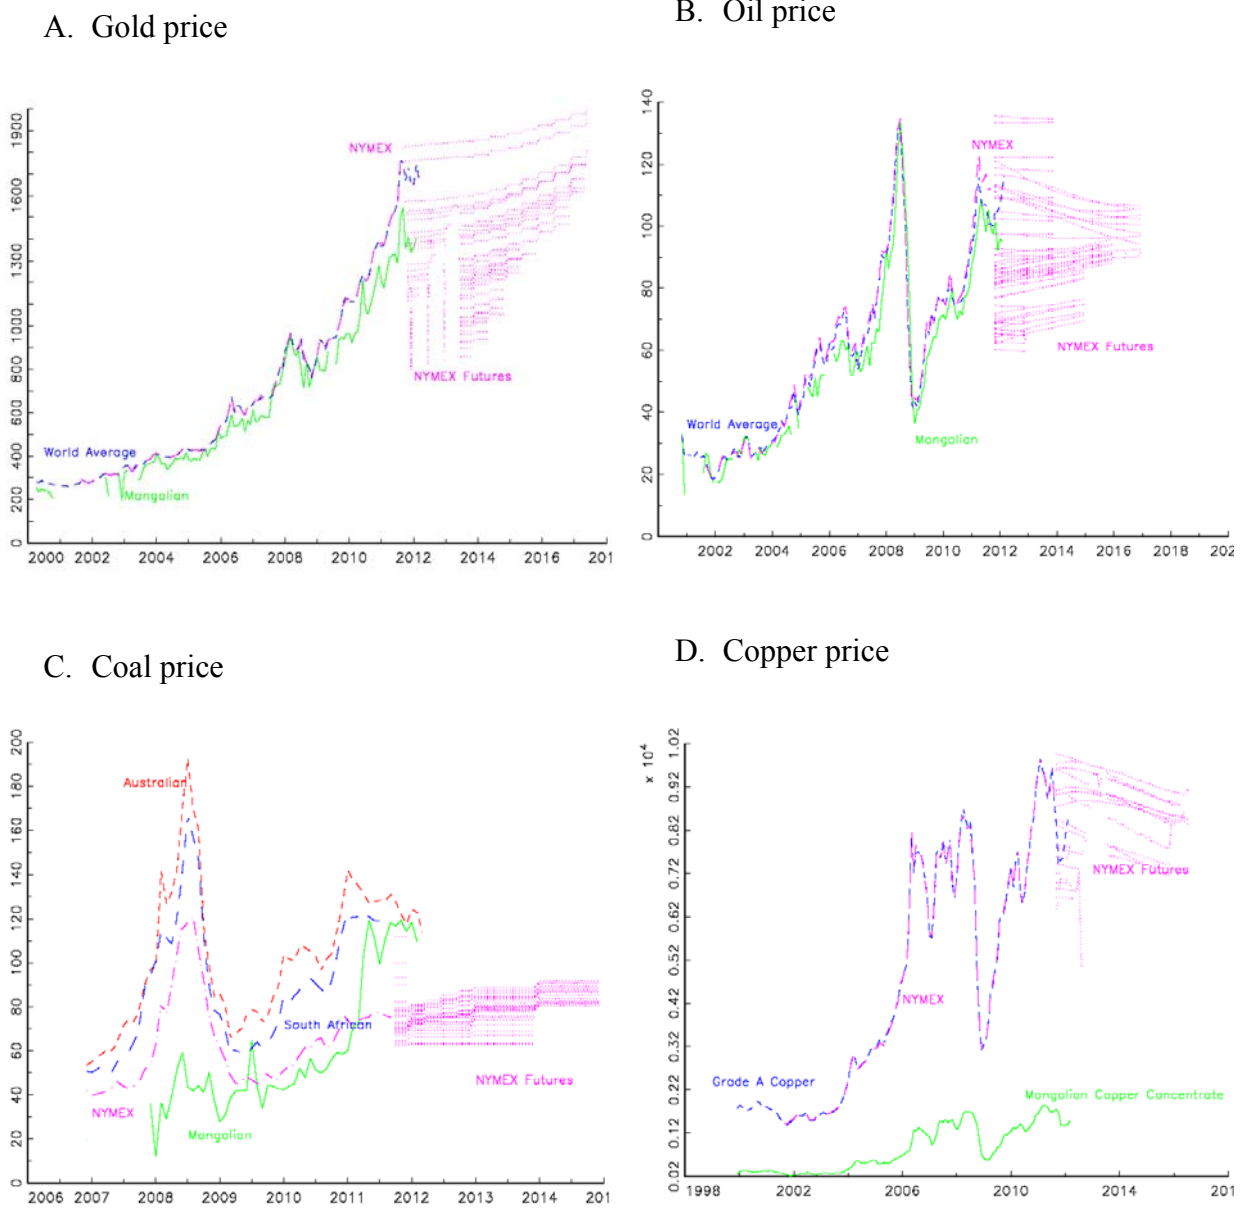 A. Gold price
B. Oil price
1900
1600
1300
1000
800
600
400
200
0
NYMEX
NYMEX Futures
World Average
Mongolian
2000 2002 2004 2006 2008 2010 2012 2014 2016 201
140
120
100
80
60
40
20
0
NYMEX
NYMEX Futures
World Average
Mongolian
2002 2004 2006 2008 2010 2012 2014 2016 2018 202
C. Coal price
D. Copper price
200
180
160
140
120
100
80
60
40
20
0
Australian
South African
NYMEX Futures
NYMEX
Mongolian
2006 2007 2008 2009 2010 2011 2012 2013 2014 201
x 10⁴
1.02
0.92
0.82
0.72
0.62
0.52
0.42
0.32
0.22
0.12
0.02
NYMEX Futures
NYMEX
Grade A Copper
Mongolian Copper Concentrate
1998 2002 2006 2010 2014 201